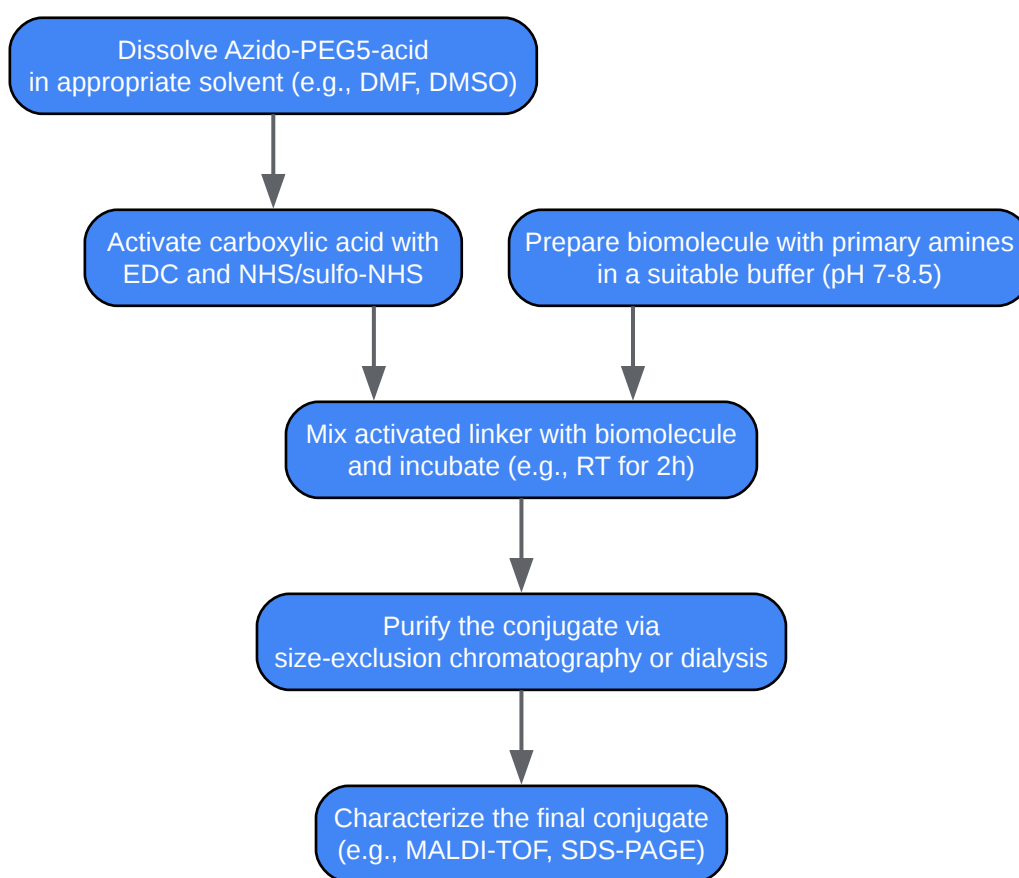 Dissolve Azido-PEG5-acid
in appropriate solvent (e.g., DMF, DMSO)
Activate carboxylic acid with
EDC and NHS/sulfo-NHS
Prepare biomolecule with primary amines
in a suitable buffer (pH 7-8.5)
Mix activated linker with biomolecule
and incubate (e.g., RT for 2h)
Purify the conjugate via
size-exclusion chromatography or dialysis
Characterize the final conjugate
(e.g., MALDI-TOF, SDS-PAGE)